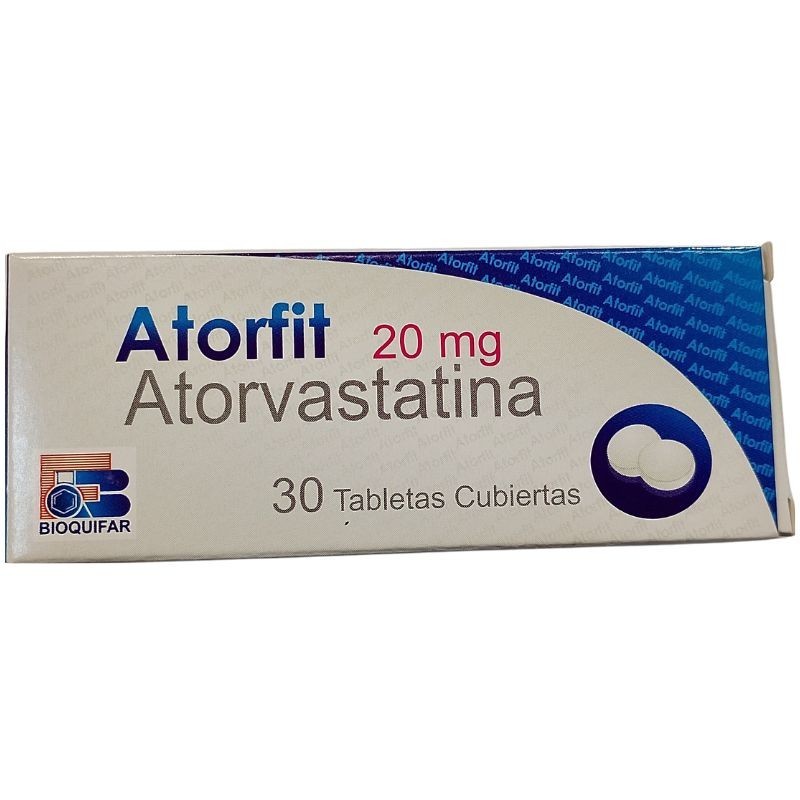 Atorfit 20 mg
Atorvastatina
30 Tabletas Cubiertas
BIOQUIFAR